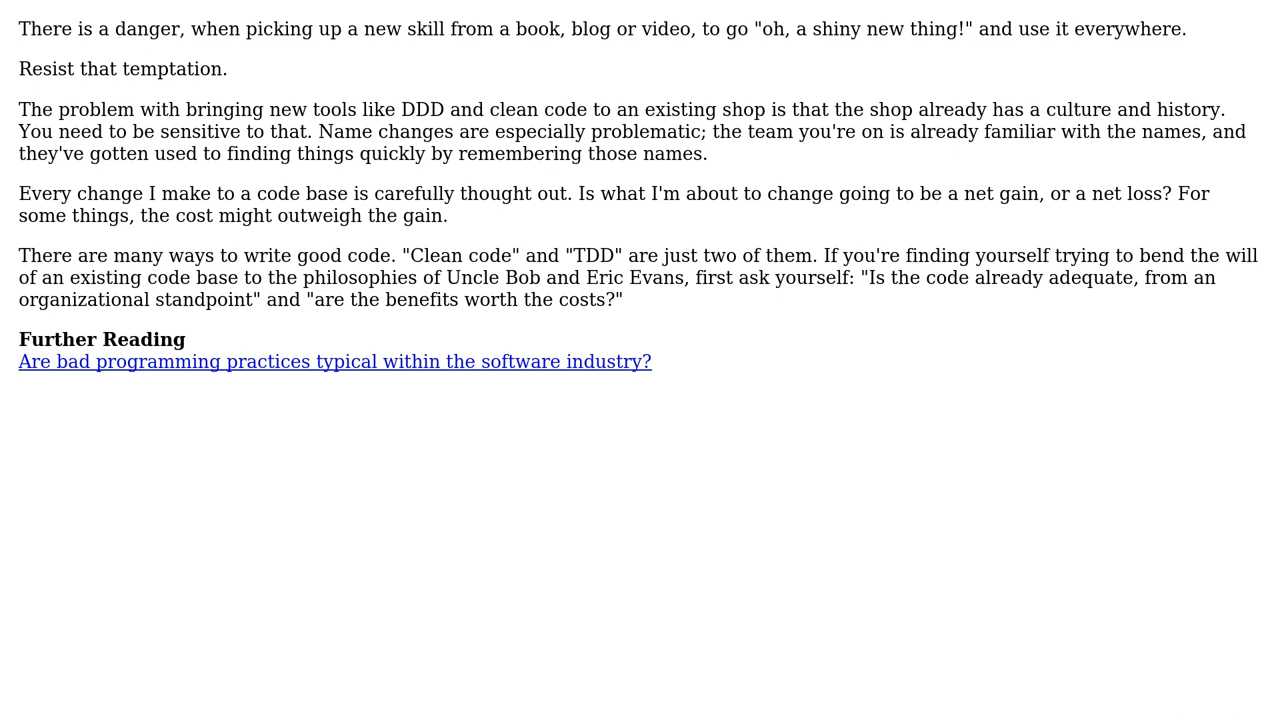 There is a danger, when picking up a new skill from a book, blog or video, to go "oh, a shiny new thing!" and use it everywhere.
Resist that temptation.
The problem with bringing new tools like DDD and clean code to an existing shop is that the shop already has a culture and history.
You need to be sensitive to that. Name changes are especially problematic; the team you're on is already familiar with the names, and
they've gotten used to finding things quickly by remembering those names.
Every change I make to a code base is carefully thought out. Is what I'm about to change going to be a net gain, or a net loss? For
some things, the cost might outweigh the gain.
There are many ways to write good code. "Clean code" and "TDD" are just two of them. If you're finding yourself trying to bend the will
of an existing code base to the philosophies of Uncle Bob and Eric Evans, first ask yourself: "Is the code already adequate, from an
organizational standpoint" and "are the benefits worth the costs?"
Further Reading
Are bad programming practices typical within the software industry?